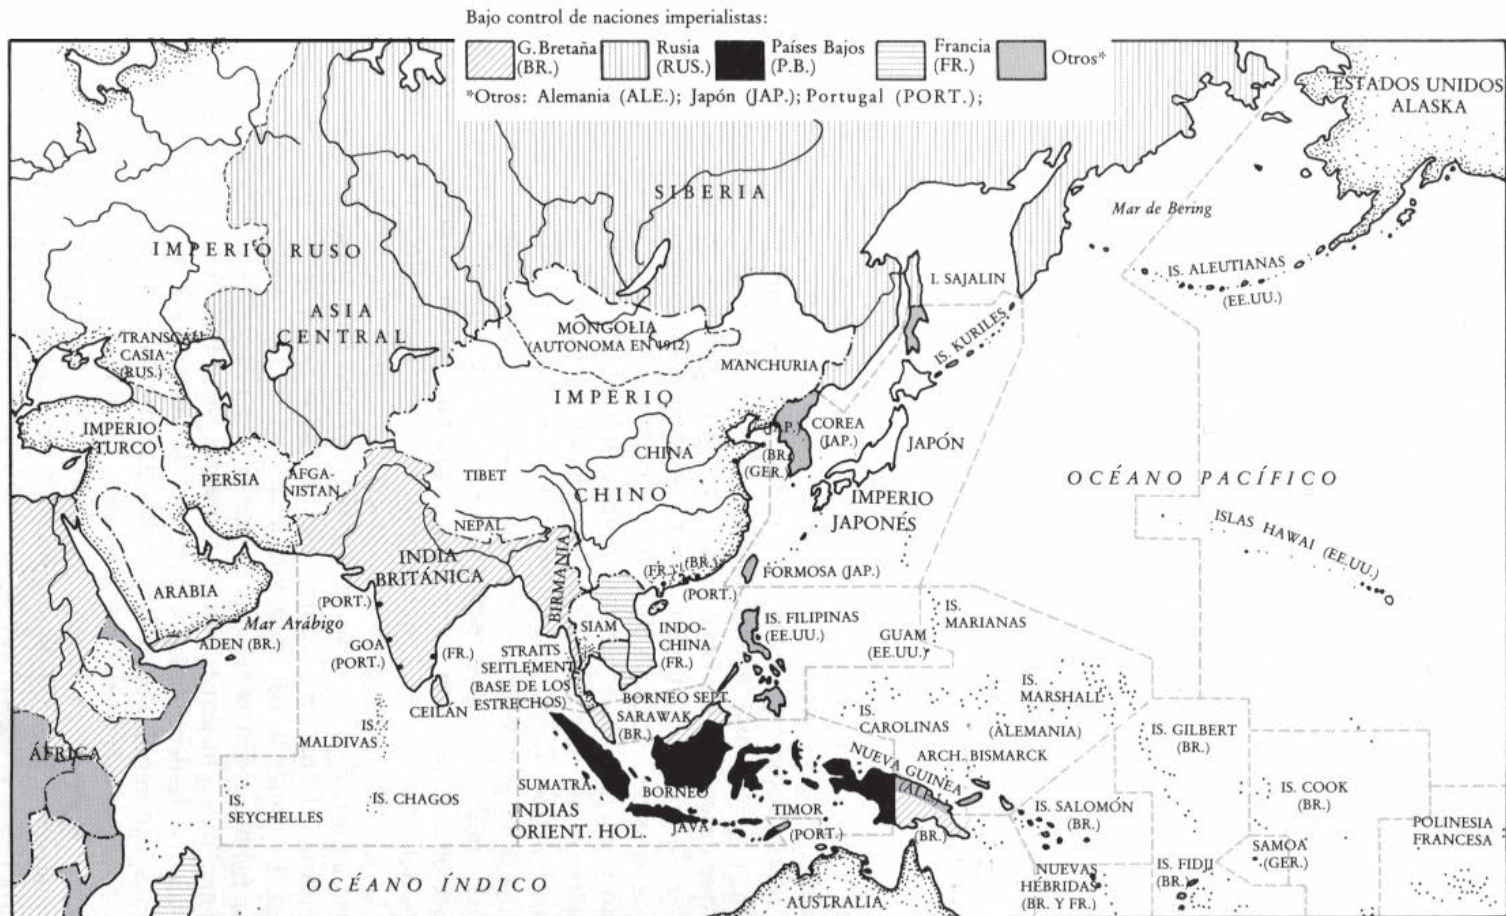 Bajo control de naciones imperialistas:
G. Bretaña
(BR.)
Rusia
(RUS.)
Países Bajos
(P.B.)
Francia
(FR.)
Otros*
*Otros: Alemania (ALE.); Japón (JAP.); Portugal (PORT.);
ESTADOS UNIDOS
ALASKA
SIBERIA
Mar de Bering
IMPERIO RUSO
IS. ALEUTIANAS
(EE.UU.)
I. SAJALIN
ASIA
CENTRAL
IS. KURILES
MONGOLIA
(AUTONOMA EN 1912)
TRANSCAU
CASIA
(RUS.)
MANCHURIA
IMPERIO
IMPERIO
TURCO
COREA
(JAP.)
(JAP.)
JAPÓN
CHINA
(BR.)
(GER.)
PERSIA
AFGA-
NISTAN
TIBET
CHINO
IMPERIO
JAPONÉS
OCÉANO PACÍFICO
NEPAL
ISLAS HAWAI (EE.UU.)
INDIA
BRITÁNICA
BIRMANIA
(FR.)
(BR.)
(PORT.)
FORMOSA (JAP.)
ARABIA
(PORT.)
Mar Arábigo
ADEN (BR.)
GOA
(PORT.)
(FR.)
SIAM
INDO-
CHINA
(FR.)
IS. FILIPINAS
(EE.UU.)
GUAM
(EE.UU.)
IS.
MARIANAS
STRAITS
SEITLEMENT
(BASE DE LOS
ESTRECHOS)
CEILÁN
IS.
MALDIVAS
BORNEO SEPT.
SARAWAK
(BR.)
IS.
CAROLINAS
IS.
MARSHALL
(ALEMANIA)
IS. GILBERT
(BR.)
ÁFRICA
NUEVA GUINEA
(ALE.)
ARCH. BISMARCK
IS.
SEYCHELLES
IS. CHAGOS
SUMATRA
BORNEO
INDIAS
ORIENT. HOL.
JAVA
TIMOR
(PORT.)
(BR.)
IS. SALOMÓN
(BR.)
IS. COOK
(BR.)
POLINESIA
FRANCESA
SAMOA
(GER.)
IS. FIDJI
(BR.)
NUEVAS
HÉBRIDAS
(BR. Y FR.)
OCÉANO ÍNDICO
AUSTRALIA